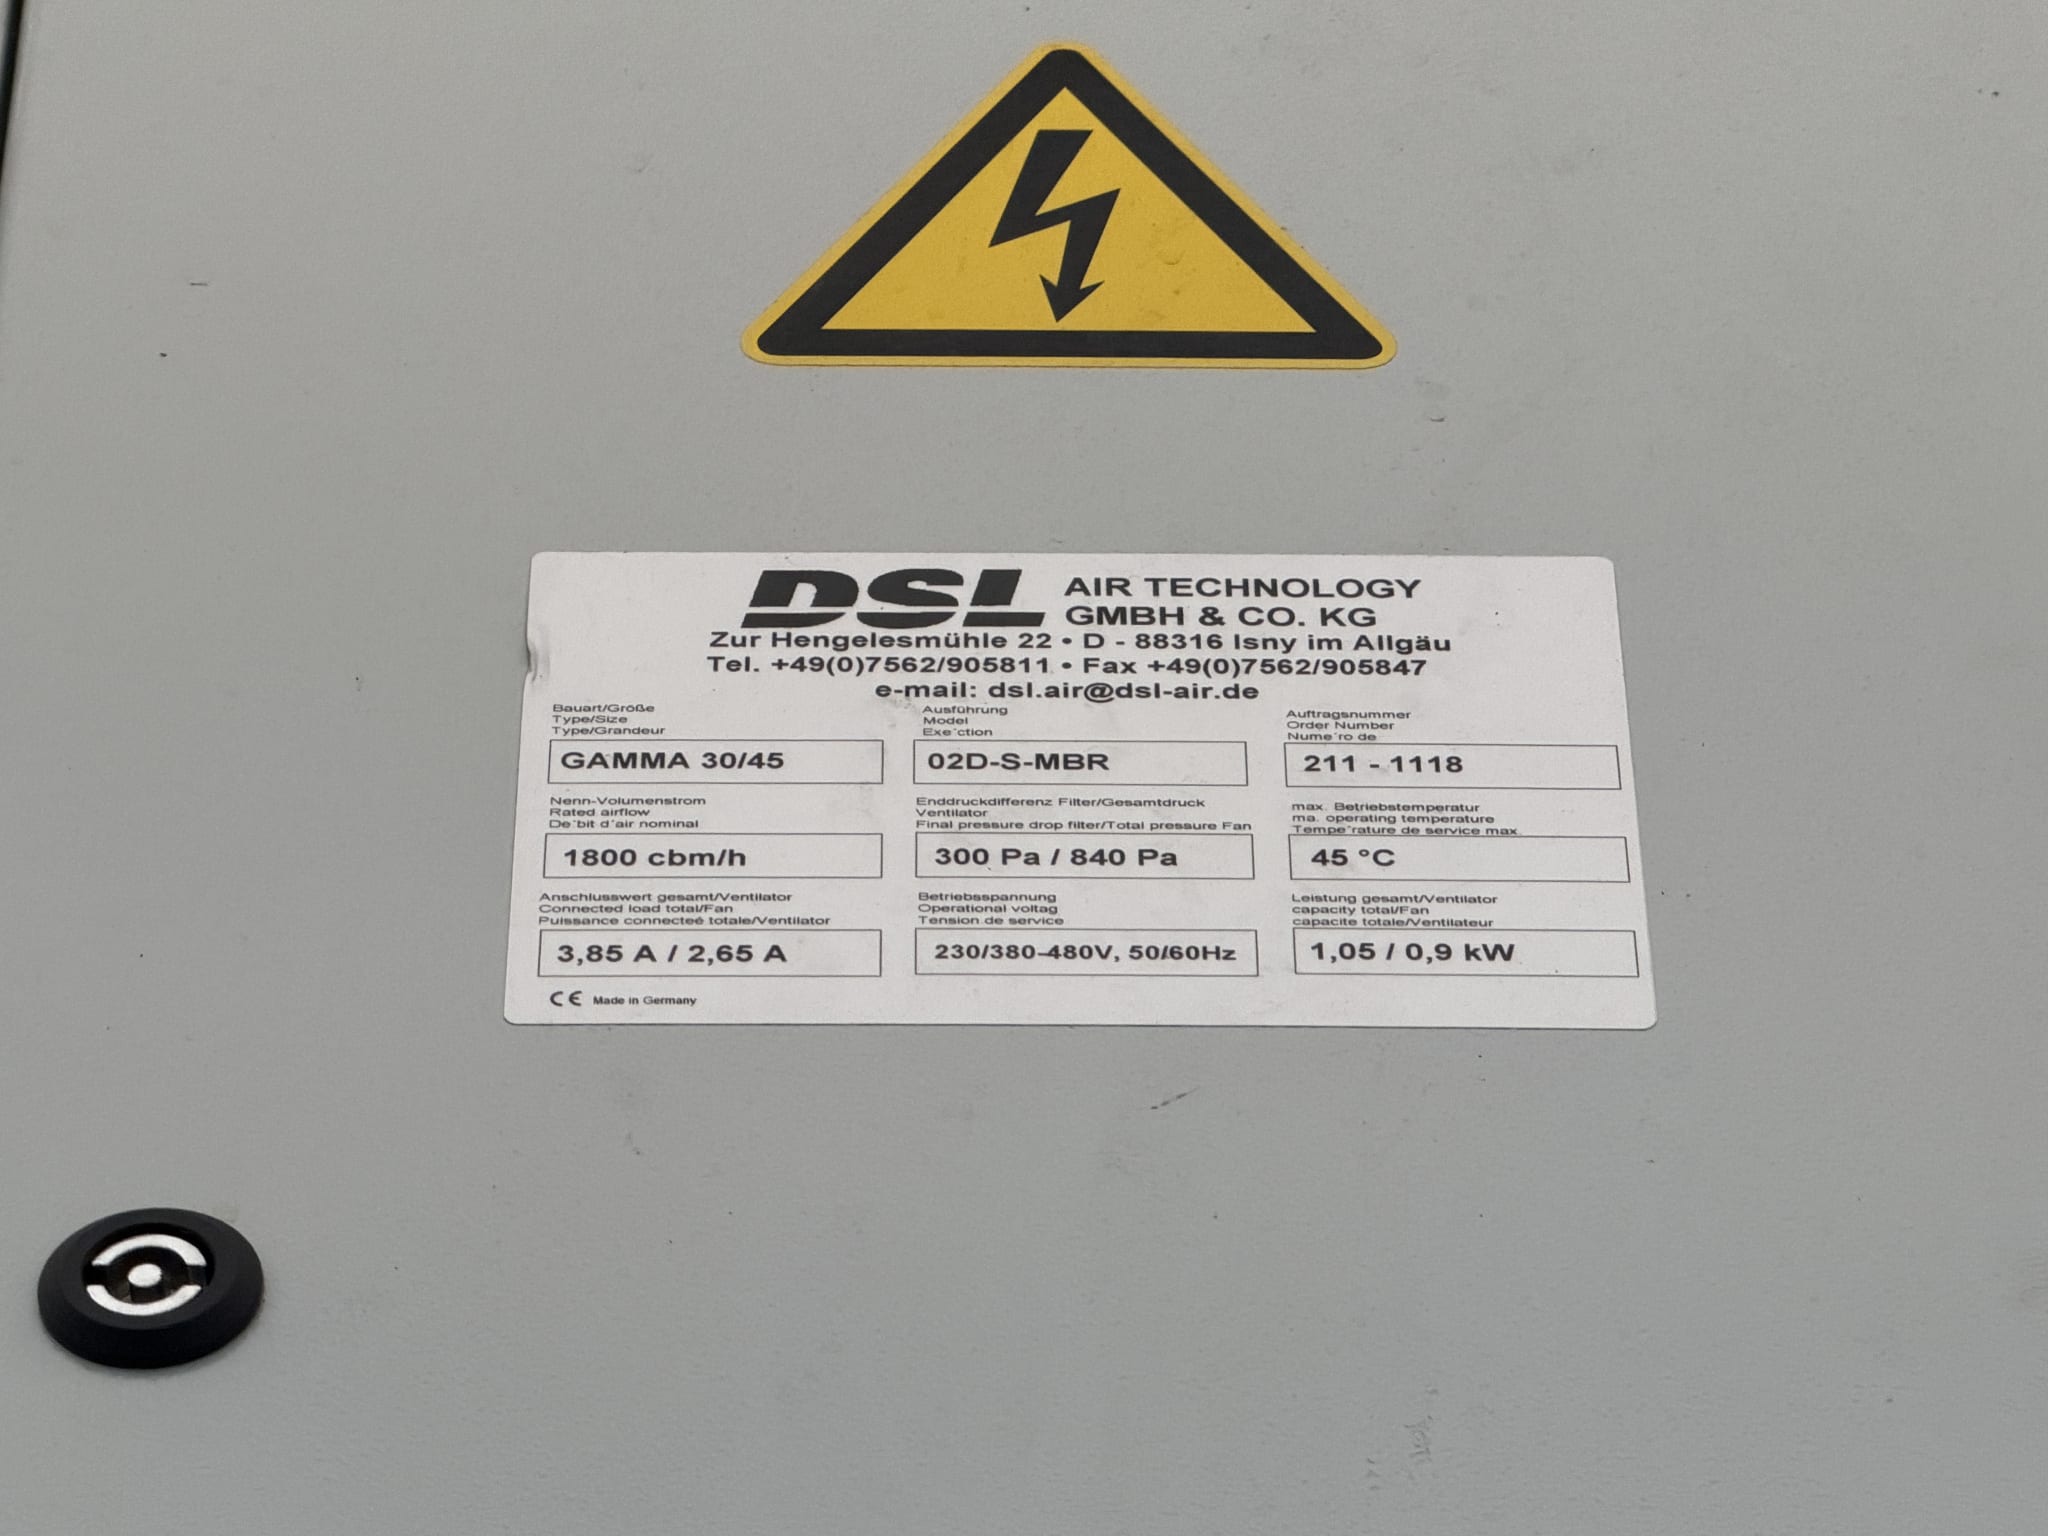 DSL AIR TECHNOLOGY
GMBH & CO. KG
Zur Hengelesmühle 22 • D - 88316 Isny im Allgäu
Tel. +49(0)7562/905811 • Fax +49(0)7562/905847
e-mail: dsl.air@dsl-air.de
Bauart/Größe
Type/Size
Type/Grandeur
GAMMA 30/45
Ausführung
Model
Exe´ction
02D-S-MBR
Auftragsnummer
Order Number
Nume´ro de
211 - 1118
Nenn-Volumenstrom
Rated airflow
De´bit d´air nominal
1800 cbm/h
Enddruckdifferenz Filter/Gesamtdruck
Ventilator
Final pressure drop filter/Total pressure Fan
300 Pa / 840 Pa
max. Betriebstemperatur
ma. operating temperature
Tempe´rature de service max.
45 °C
Anschlusswert gesamt/Ventilator
Connected load total/Fan
Puissance connecteé totale/Ventilator
3,85 A / 2,65 A
Betriebsspannung
Operational voltag
Tension de service
230/380-480V, 50/60Hz
Leistung gesamt/Ventilator
capacity total/Fan
capacite totale/Ventilateur
1,05 / 0,9 kW
CE Made in Germany